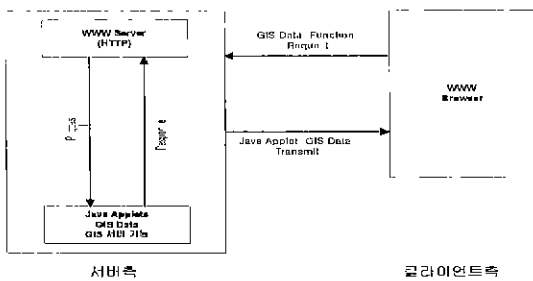 WWW Server
(HTTP)
GIS Data Function
Request
WWW
Browser
Java Applet GIS Data
Transmit
Java Applets
GIS Data
GIS 서버 기능
서버측
클라이언트측